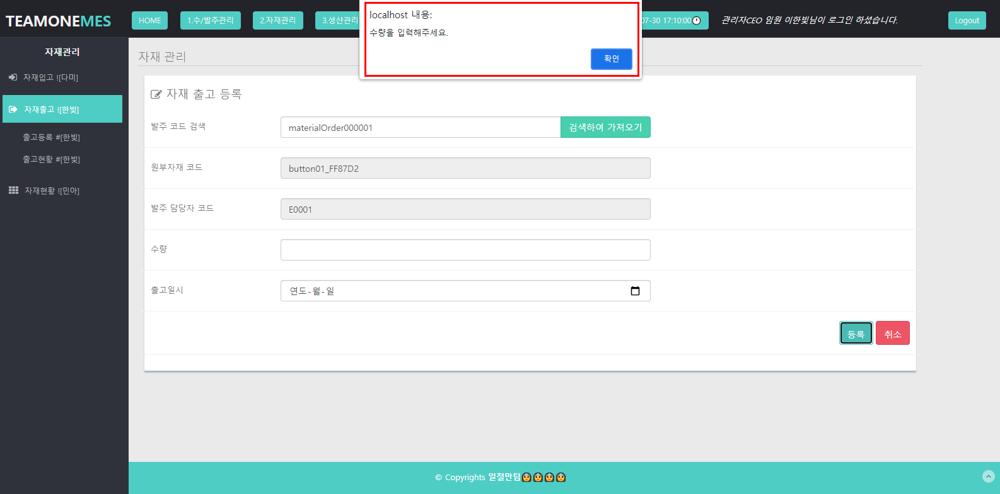 TEAMONEMES
HOME
1.수/발주관리
2.자재관리
3.생산관리
07-30 17:10:00
관리자CEO 임원 이한빛님이 로그인 하셨습니다.
Logout
localhost 내용:
수량을 입력해주세요.
확인
자재관리
자재입고 ![다미]
자재출고 ![한빛]
출고등록 #[한빛]
출고현황 #[한빛]
자재현황 ![민아]
자재 관리
자재 출고 등록
발주 코드 검색
materialOrder000001
검색하여 가져오기
원부자재 코드
button01_FF87D2
발주 담당자 코드
E0001
수량
출고일시
연도-월-일
등록
취소
© Copyrights 일절만팀